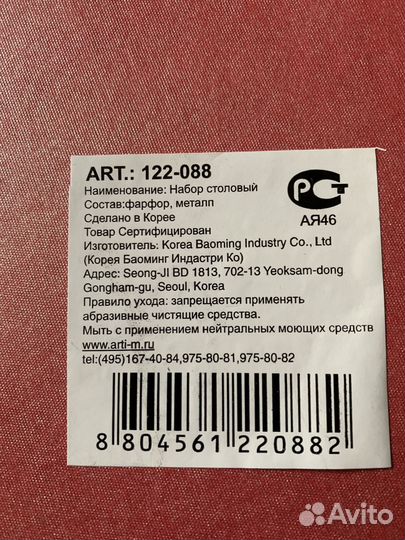 ART.: 122-088
Наименование: Набор столовый
Состав:фарфор, металл
Сделано в Корее
Товар Сертифицирован
Изготовитель: Korea Baoming Industry Co., Ltd
(Корея Баоминг Индастри Ко)
Адрес: Seong-JI BD 1813, 702-13 Yeoksam-dong
Gongham-gu, Seoul, Korea
Правило ухода: запрещается применять
абразивные чистящие средства.
Мыть с применением нейтральных моющих средств
www.arti-m.ru
tel:(495)167-40-84,975-80-81,975-80-82
РСТ
АЯ46
8 804561 220882
Avito